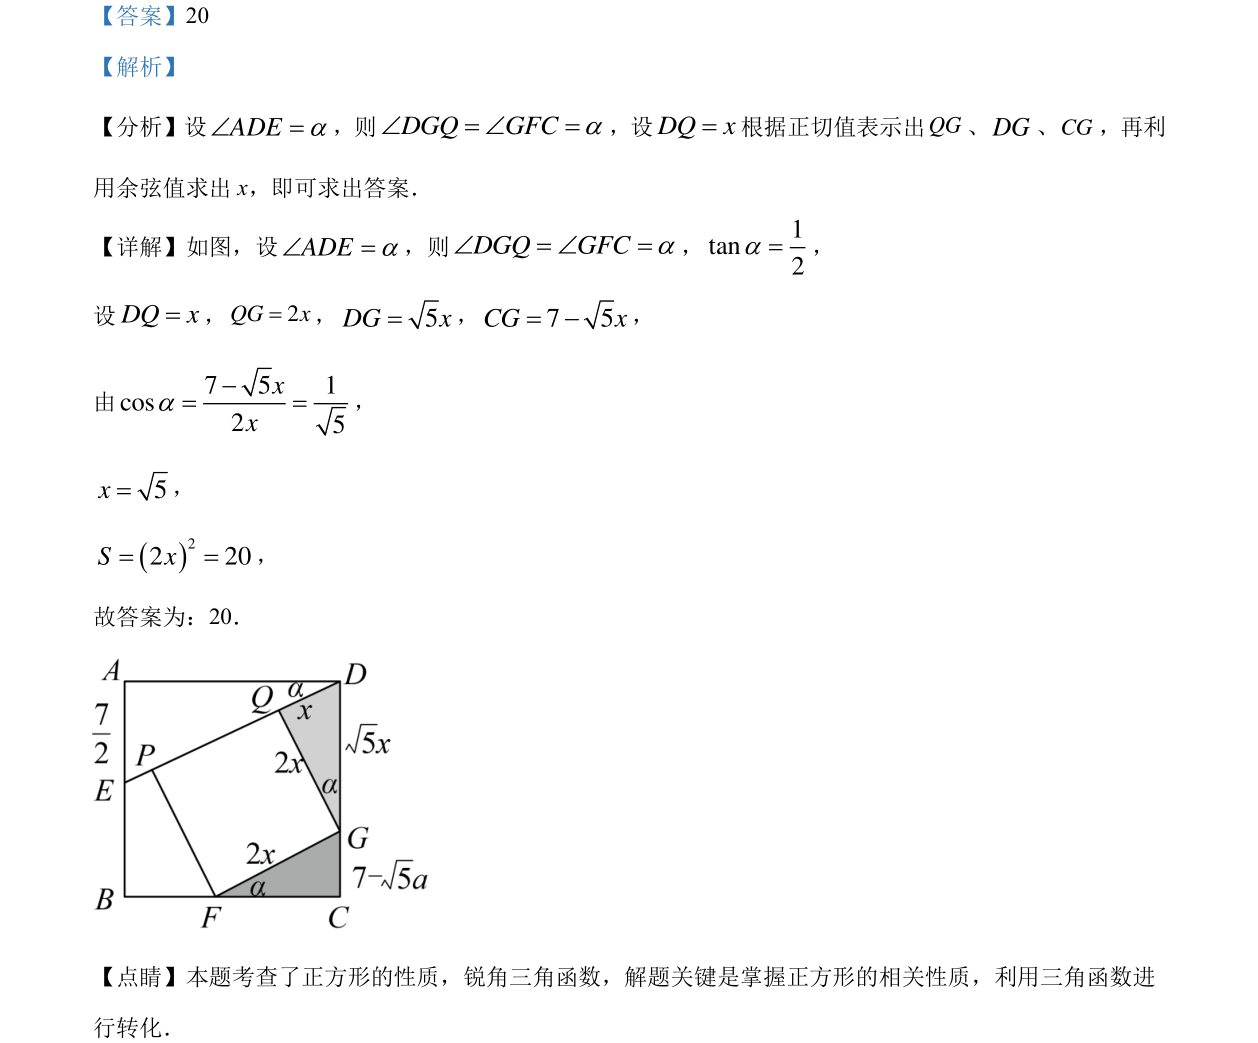 【答案】20
【解析】
【分析】设∠ADE = α，则∠DGQ = ∠GFC = α，设DQ = x根据正切值表示出QG、DG、CG，再利
用余弦值求出x，即可求出答案．
【详解】如图，设∠ADE = α，则∠DGQ = ∠GFC = α，tan α = 1/2，
设DQ = x，QG = 2x，DG = √5x，CG = 7 − √5x，
由cos α = (7 − √5x)/(2x) = 1/√5，
x = √5，
S = (2x)² = 20，
故答案为：20．
A
D
Q
α
x
7/2
P
√5x
2x
E
α
G
2x
7−√5a
α
B
F
C
【点睛】本题考查了正方形的性质，锐角三角函数，解题关键是掌握正方形的相关性质，利用三角函数进
行转化．